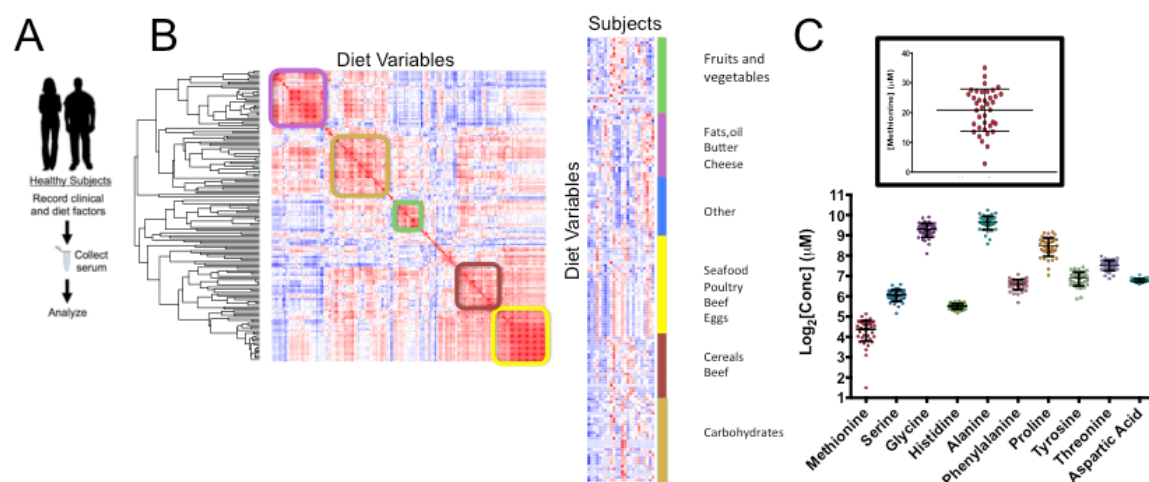 A
Healthy Subjects
Record clinical
and diet factors
Collect
serum
Analyze
B
Diet Variables
Subjects
Diet Variables
Fruits and
vegetables
Fats,oil
Butter
Cheese
Other
Seafood
Poultry
Beef
Eggs
Cereals
Beef
Carbohydrates
C
[Methionine] (μM)
40
30
20
10
0
Log2[Conc] (μM)
11
10
9
8
7
6
5
4
3
2
1
Methionine
Serine
Glycine
Histidine
Alanine
Phenylalanine
Proline
Tyrosine
Threonine
Aspartic Acid